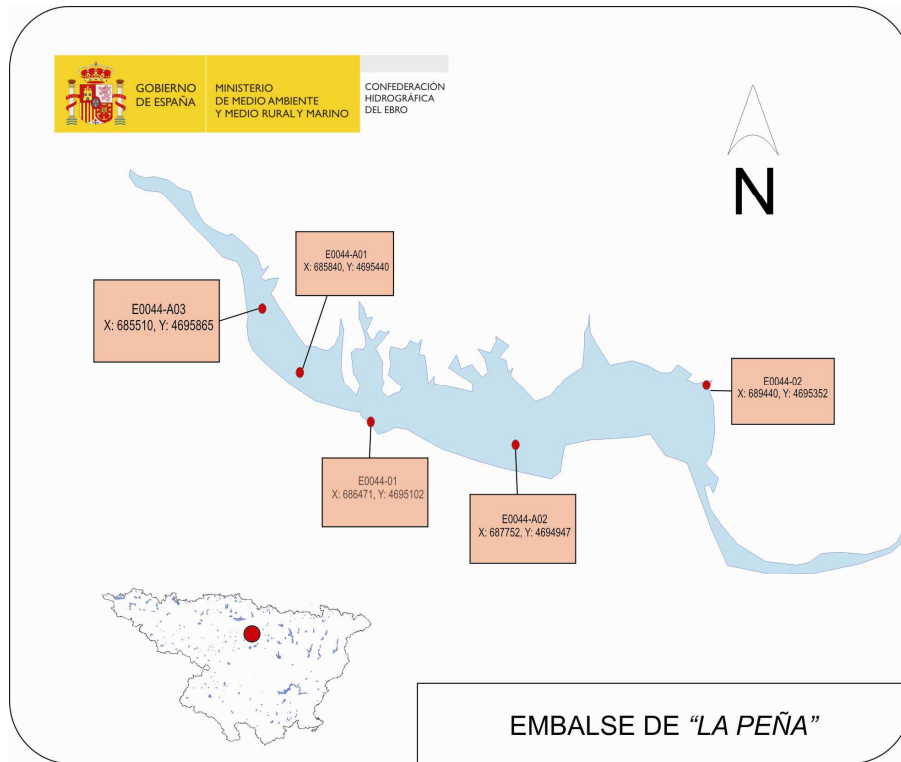 GOBIERNO
DE ESPAÑA
MINISTERIO
DE MEDIO AMBIENTE
Y MEDIO RURAL Y MARINO
CONFEDERACIÓN
HIDROGRÁFICA
DEL EBRO
N
E0044-A01
X: 685840, Y: 4695440
E0044-A03
X: 685510, Y: 4695865
E0044-02
X: 689440, Y: 4695352
E0044-01
X: 686471, Y: 4695102
E0044-A02
X: 687752, Y: 4694947
EMBALSE DE "LA PEÑA"